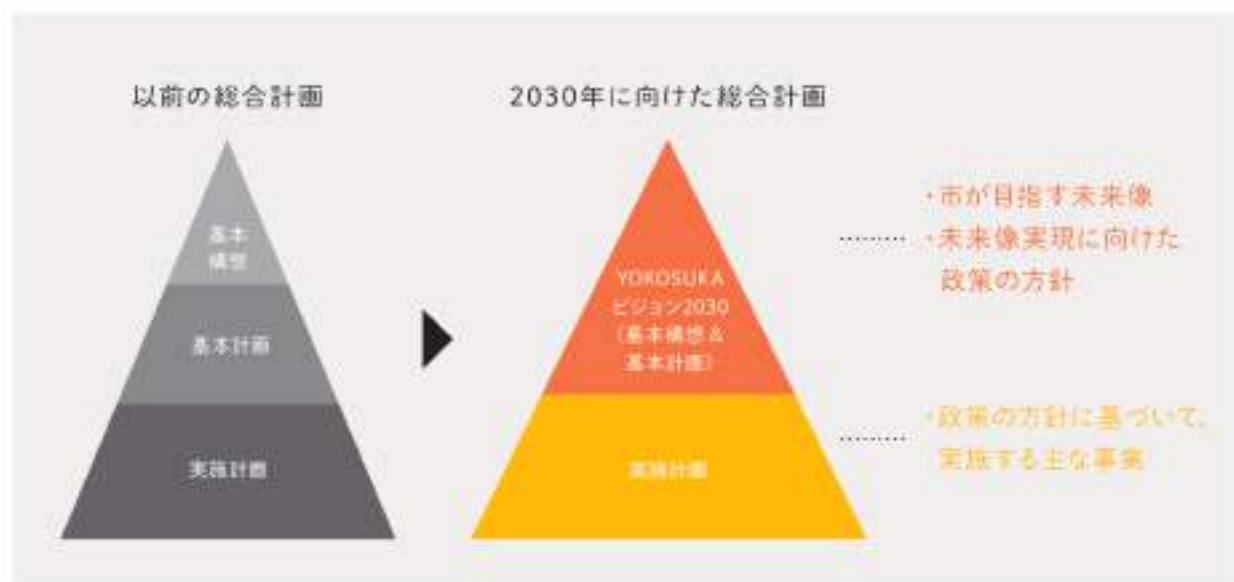 以前の総合計画
基本
構想
基本計画
実施計画
2030年に向けた総合計画
YOKOSUKA
ビジョン2030
(基本構想&
基本計画)
実施計画
・市が目指す未来像
・未来像実現に向けた
政策の方針
・政策の方針に基づいて、
実施する主な事業